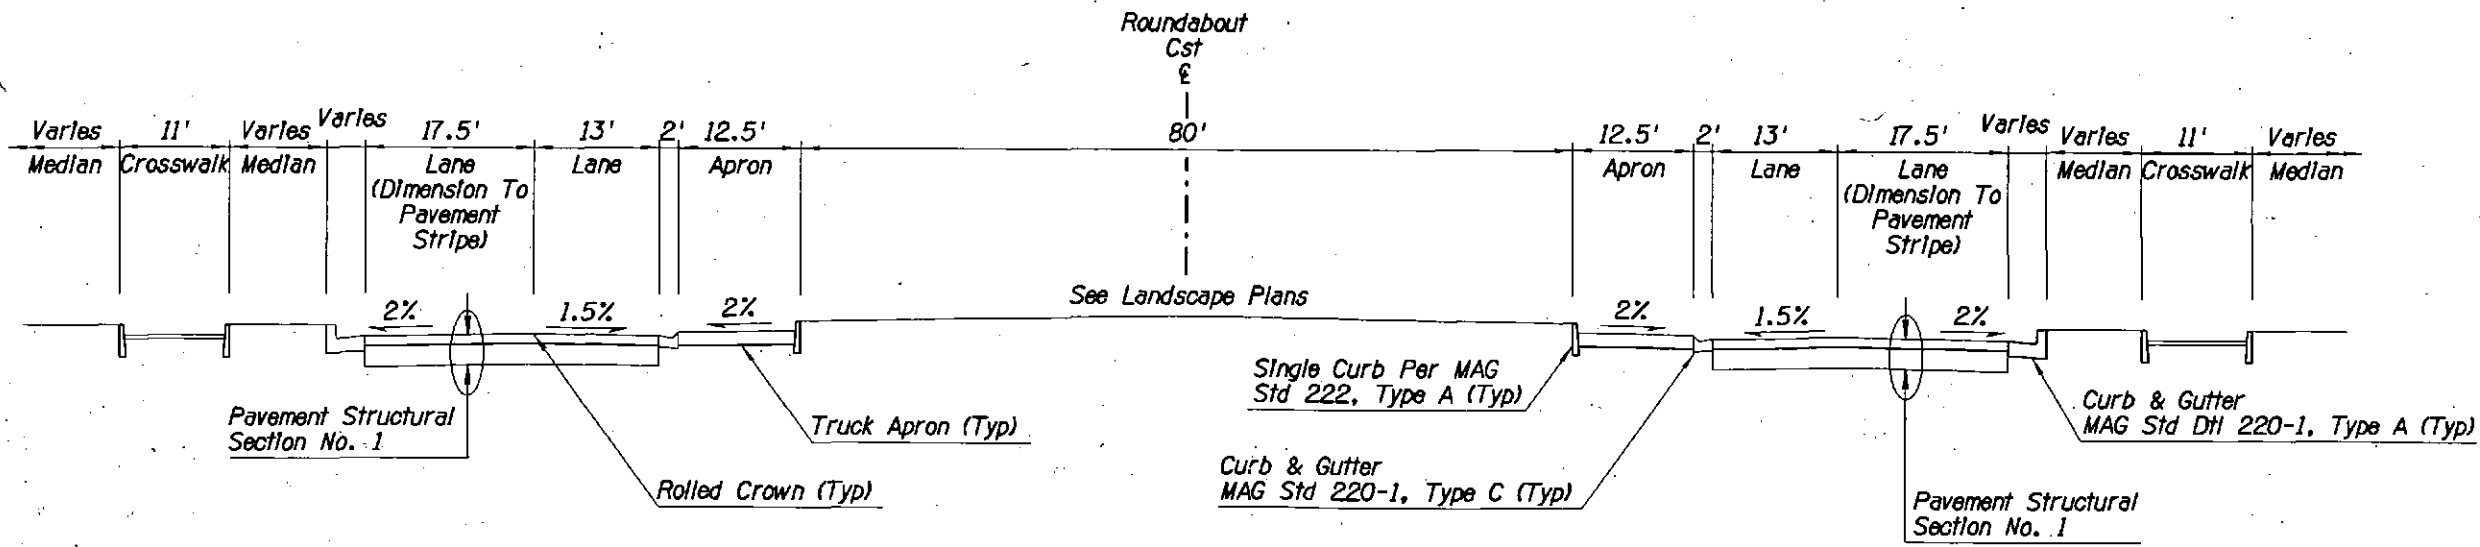 Roundabout
Cst
℄
Varies 11' Varies Varies 17.5' 13' 2' 12.5' 80' 12.5' 2' 13' 17.5' Varies Varies 11' Varies
Median Crosswalk Median Lane Lane Apron Apron Lane Lane Median Crosswalk Median
(Dimension To
Pavement
Stripe)
(Dimension To
Pavement
Stripe)
See Landscape Plans
2% 1.5% 2% 2% 1.5% 2%
Pavement Structural
Section No. 1
Rolled Crown (Typ)
Truck Apron (Typ)
Single Curb Per MAG
Std 222, Type A (Typ)
Curb & Gutter
MAG Std 220-1, Type C (Typ)
Curb & Gutter
MAG Std Dtl 220-1, Type A (Typ)
Pavement Structural
Section No. 1